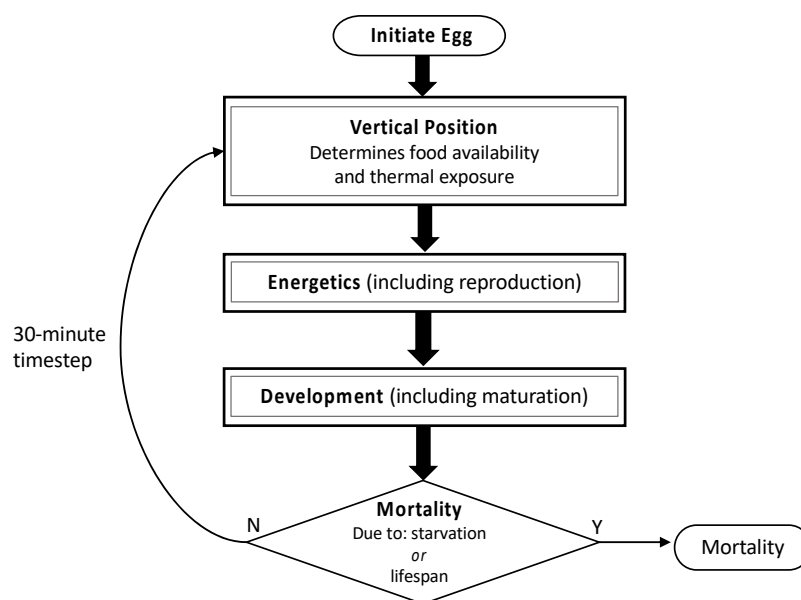 Initiate Egg
Vertical Position
Determines food availability
and thermal exposure
Energetics (including reproduction)
30-minute
timestep
Development (including maturation)
Mortality
Due to: starvation
or
lifespan
N
Y
Mortality